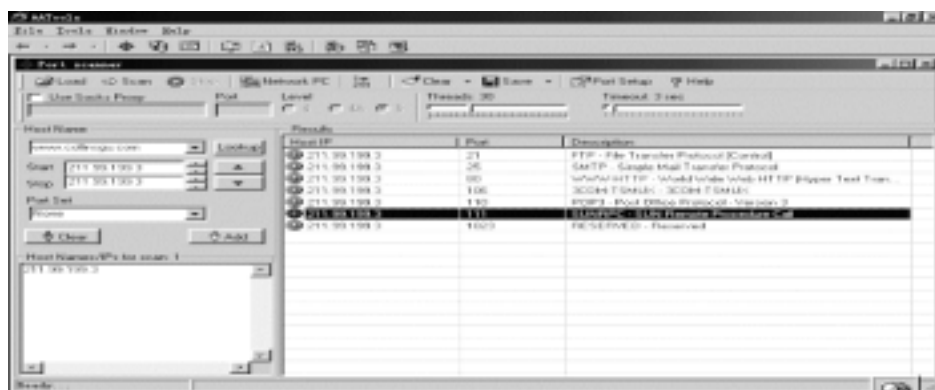 AATools
File Tools Window Help
Port scanner
Load Scan Network PC Clear Save Port Setup Help
Use Socks Proxy Port Level Threads: 30 Timeout: 3 sec
Host Name
Lookup
Start 211.99.199.3
Stop 211.99.199.3
Port Set
None
Clear Add
Host Names/IPs for scan: 1
211.99.199.3
Results
Host IP Port Description
211.99.199.3 21 FTP - File Transfer Protocol [Control]
211.99.199.3 25 SMTP - Simple Mail Transfer Protocol
211.99.199.3 80 WWW-HTTP - World Wide Web HTTP (Hyper Text Tran...
211.99.199.3 106 3COM-TSMUX - 3COM-TSMUX
211.99.199.3 110 POP3 - Post Office Protocol - Version 3
211.99.199.3 111 SUNRPC - SUN Remote Procedure Call
211.99.199.3 1023 RESERVED - Reserved
Ready